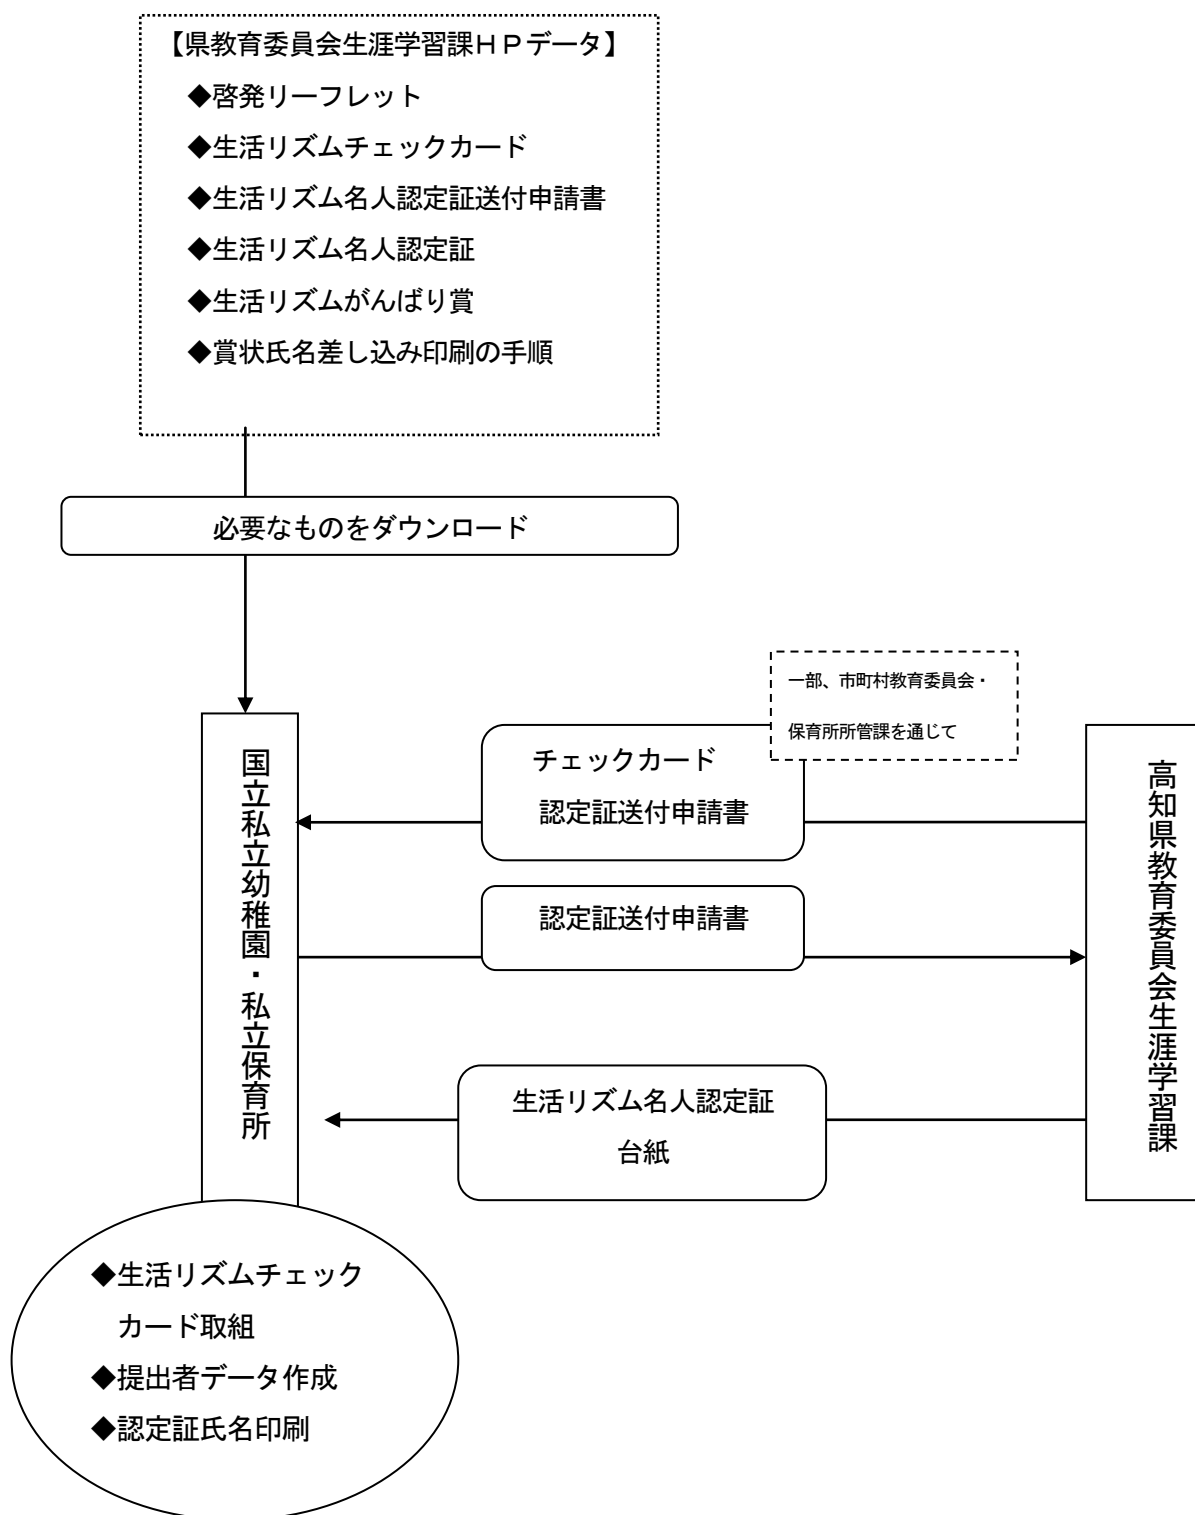 【県教育委員会生涯学習課ＨＰデータ】
◆啓発リーフレット
◆生活リズムチェックカード
◆生活リズム名人認定証送付申請書
◆生活リズム名人認定証
◆生活リズムがんばり賞
◆賞状氏名差し込み印刷の手順
必要なものをダウンロード
一部、市町村教育委員会・
保育所所管課を通じて
チェックカード
認定証送付申請書
認定証送付申請書
生活リズム名人認定証
台紙
国立私立幼稚園・私立保育所
高知県教育委員会生涯学習課
◆生活リズムチェック
カード取組
◆提出者データ作成
◆認定証氏名印刷